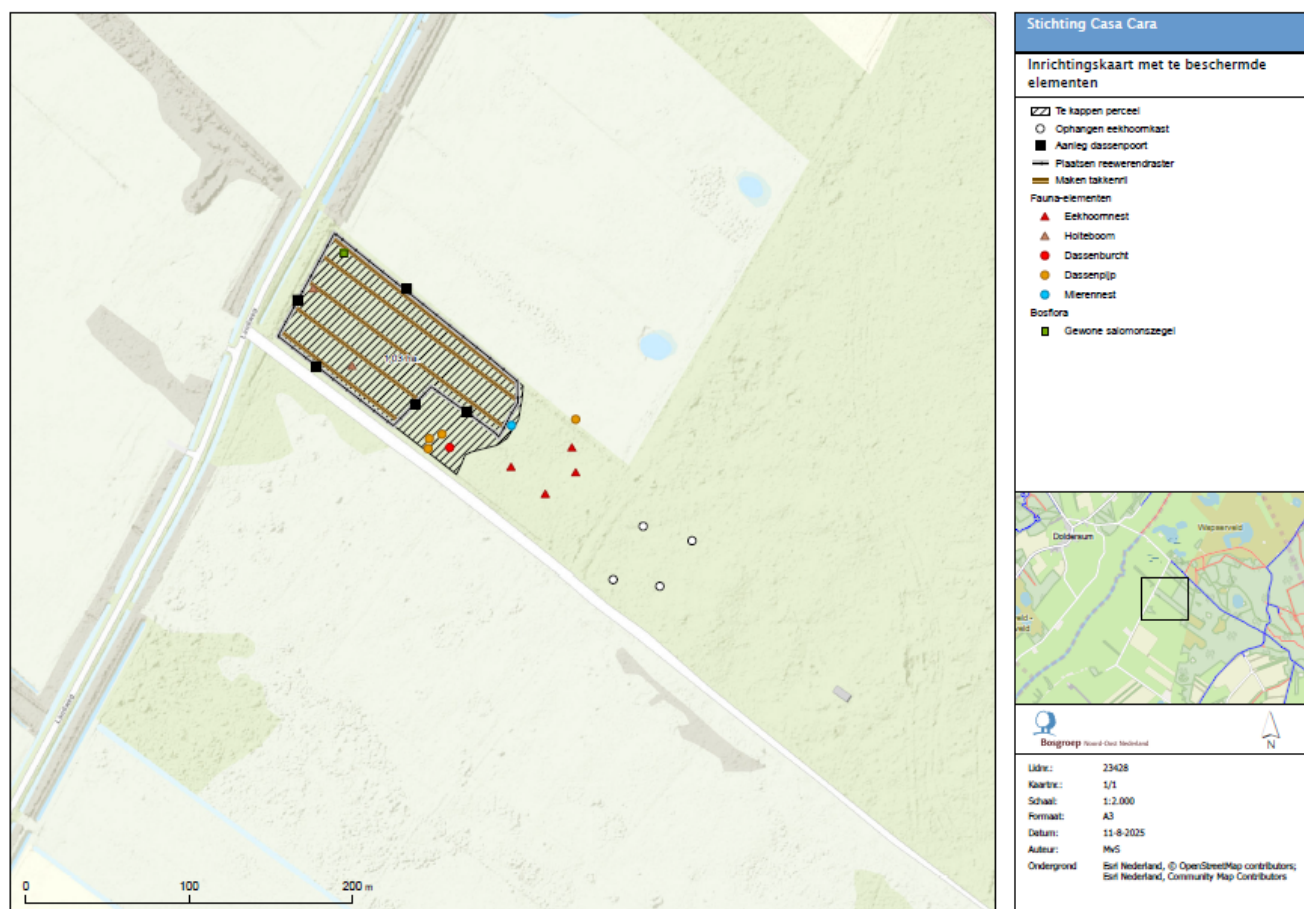 Stichting Casa Cara
Inrichtingskaart met te beschermde
elementen
Te kappen perceel
Ophangen eekhoornkast
Aanleg dassenpoort
Plaatsen reewerendraster
Maken takkenril
Fauna-elementen
Eekhoornnest
Holteboom
Dassenburcht
Dassenpijp
Mierennest
Bosflora
Gewone salomonszegel
1,03 ha
0
100
200 m
Doldersum
Wapserveld
Bosgroep Noord-Oost Nederland
N
Lidnr.: 23428
Kaartnr.: 1/1
Schaal: 1:2.000
Formaat: A3
Datum: 11-8-2025
Auteur: MvS
Ondergrond Esri Nederland, © OpenStreetMap contributors;
Esri Nederland, Community Map Contributors